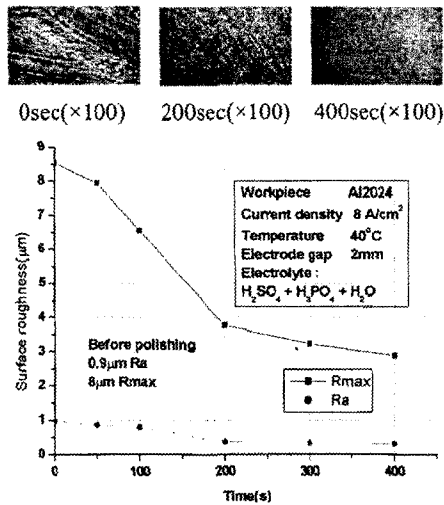 0sec(×100) 200sec(×100) 400sec(×100)
9
8
7
6
5
4
3
2
1
0
Surface roughness(μm)
Workpiece Al2024
Current density 8 A/cm²
Temperature 40°C
Electrode gap 2mm
Electrolyte :
H₂SO₄ + H₃PO₄ + H₂O
Before polishing
0.9μm Ra
8μm Rmax
Rmax
Ra
0 100 200 300 400
Time(s)